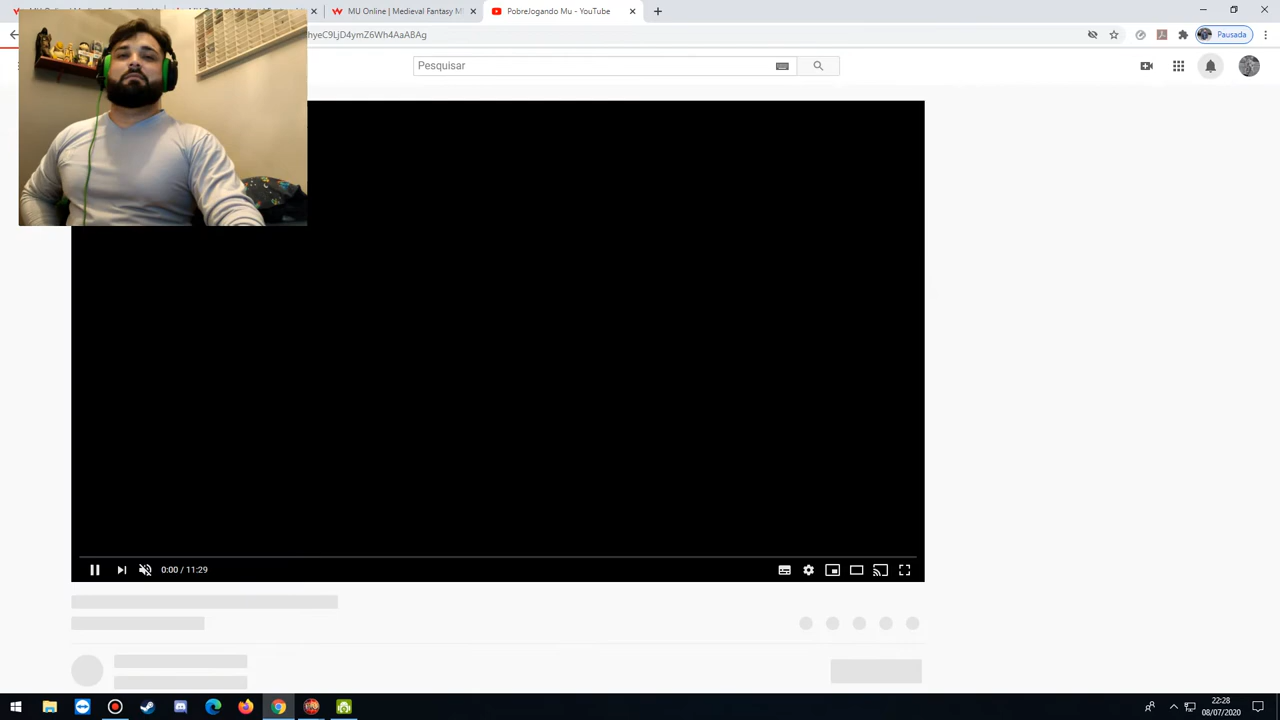 MU Online | Medieval Fantasy M
PobreJogando Mu - YouTube
hyeC9LjD4ymZ6Wh4AaABAg
Pausada
Pesquisar
0:00 / 11:29
22:28
08/07/2020